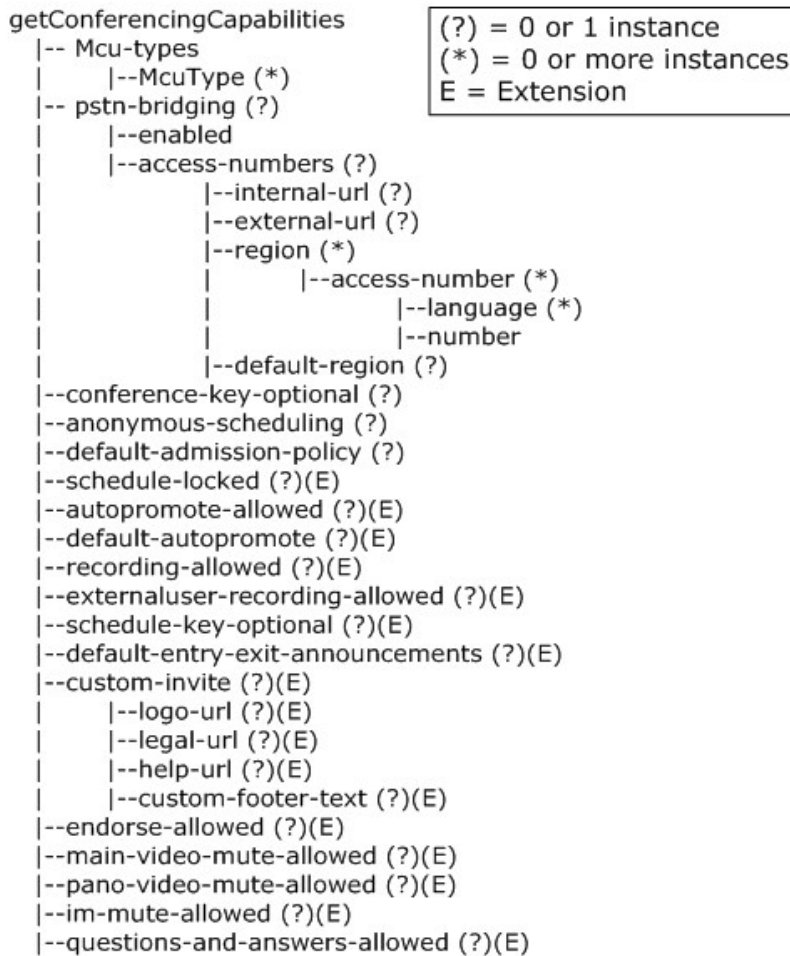 getConferencingCapabilities
|-- Mcu-types
|--McuType (*)
|-- pstn-bridging (?)
| |--enabled
| |--access-numbers (?)
| |--internal-url (?)
| |--external-url (?)
| |--region (*)
| | |--access-number (*)
| | |--language (*)
| | |--number
| |--default-region (?)
|--conference-key-optional (?)
|--anonymous-scheduling (?)
|--default-admission-policy (?)
|--schedule-locked (?)(E)
|--autopromote-allowed (?)(E)
|--default-autopromote (?)(E)
|--recording-allowed (?)(E)
|--externaluser-recording-allowed (?)(E)
|--schedule-key-optional (?)(E)
|--default-entry-exit-announcements (?)(E)
|--custom-invite (?)(E)
| |--logo-url (?)(E)
| |--legal-url (?)(E)
| |--help-url (?)(E)
| |--custom-footer-text (?)(E)
|--endorse-allowed (?)(E)
|--main-video-mute-allowed (?)(E)
|--pano-video-mute-allowed (?)(E)
|--im-mute-allowed (?)(E)
|--questions-and-answers-allowed (?)(E)
(?) = 0 or 1 instance
(*) = 0 or more instances
E = Extension